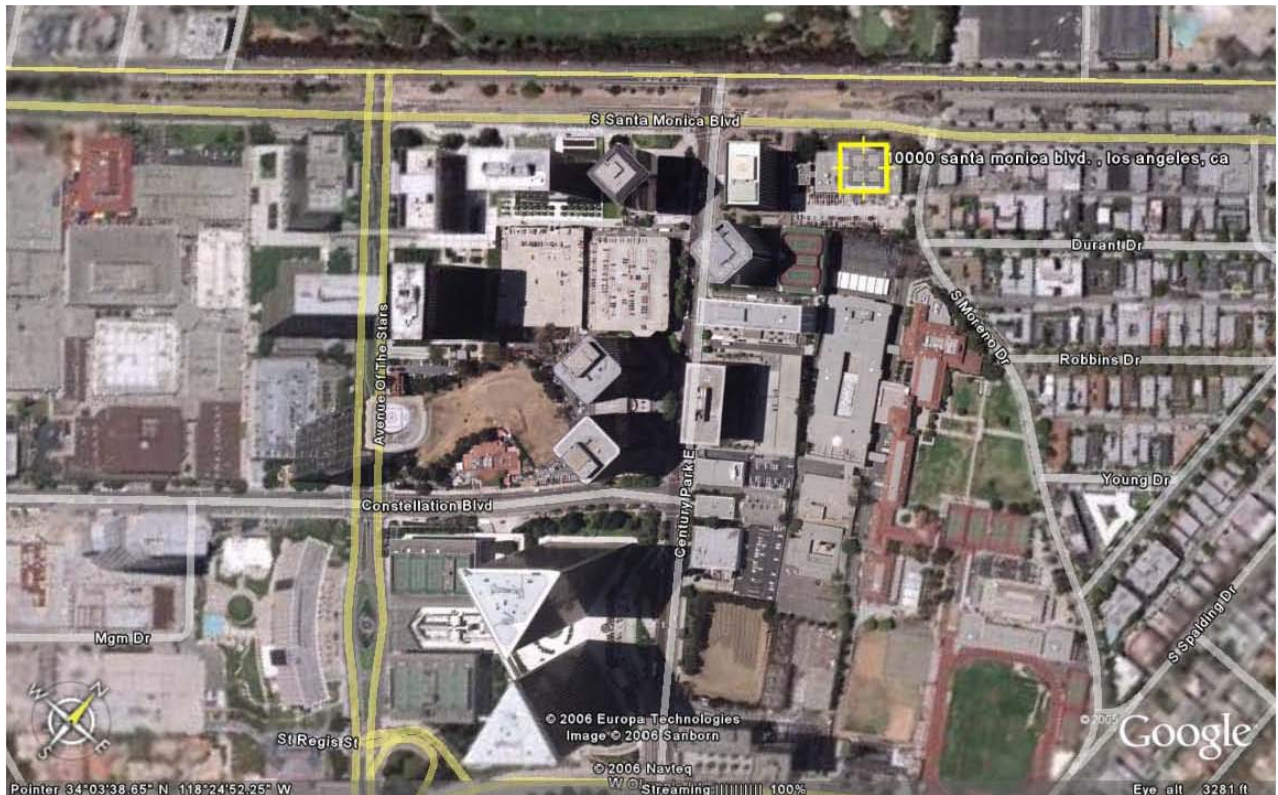 S Santa Monica Blvd
10000 santa monica blvd. , los angeles, ca
Durant Dr
S Moreno Dr
Avenue Of The Stars
Robbins Dr
Century Park E
Young Dr
Constellation Blvd
S Spalding Dr
Mgm Dr
W
N
S
E
St Regis St
© 2006 Europa Technologies
Image © 2006 Sanborn
© 2005
Google
© 2006 Navteq
Pointer 34°03'38.65" N 118°24'52.25" W
Streaming |||||||||| 100%
Eye alt 3281 ft